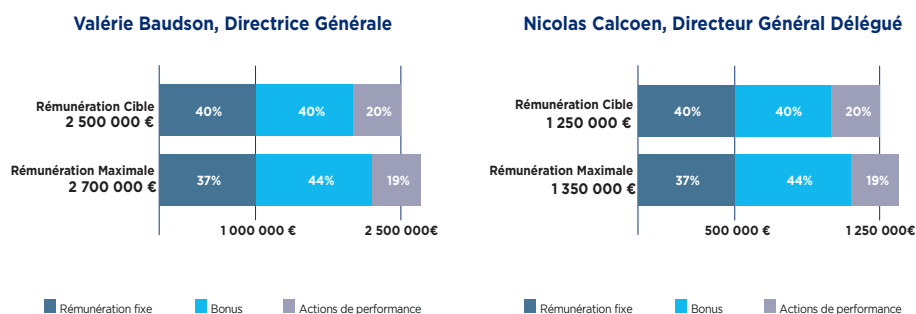 Valérie Baudson, Directrice Générale
Rémunération Cible
2 500 000 €
40% 40% 20%
Rémunération Maximale
2 700 000 €
37% 44% 19%
1 000 000 € 2 500 000€
Rémunération fixe Bonus Actions de performance
Nicolas Calcoen, Directeur Général Délégué
Rémunération Cible
1 250 000 €
40% 40% 20%
Rémunération Maximale
1 350 000 €
37% 44% 19%
500 000 € 1 250 000€
Rémunération fixe Bonus Actions de performance